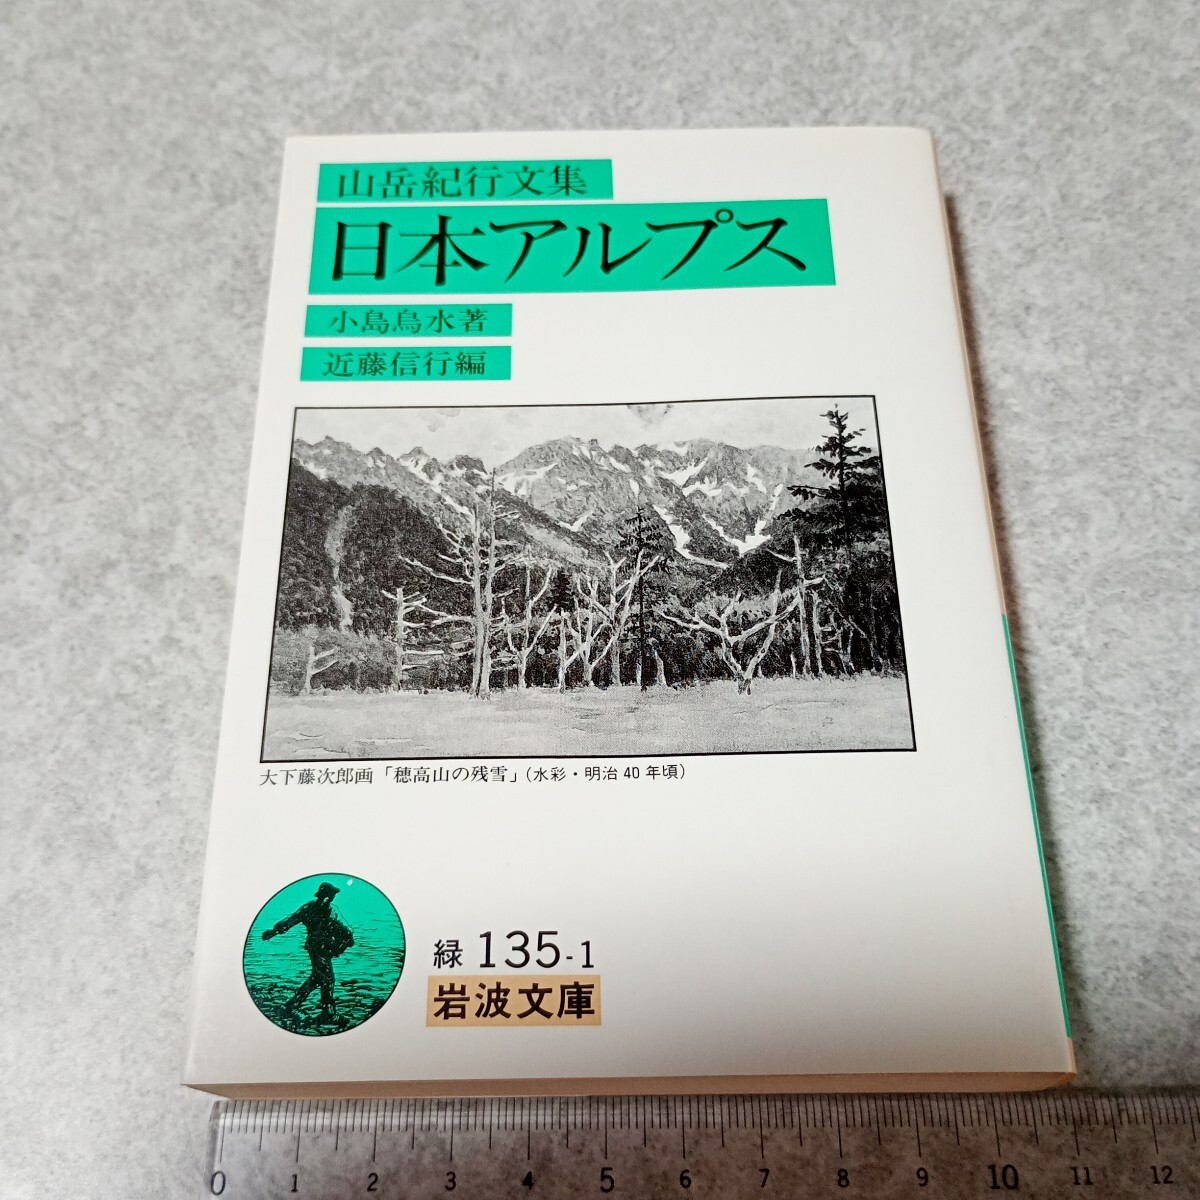 山岳紀行文集
日本アルプス
小島烏水著
近藤信行編
大下藤次郎画「穂高山の残雪」(水彩・明治40年頃)
緑 135-1
岩波文庫
0 1 2 3 4 5 6 7 8 9 10 11 12